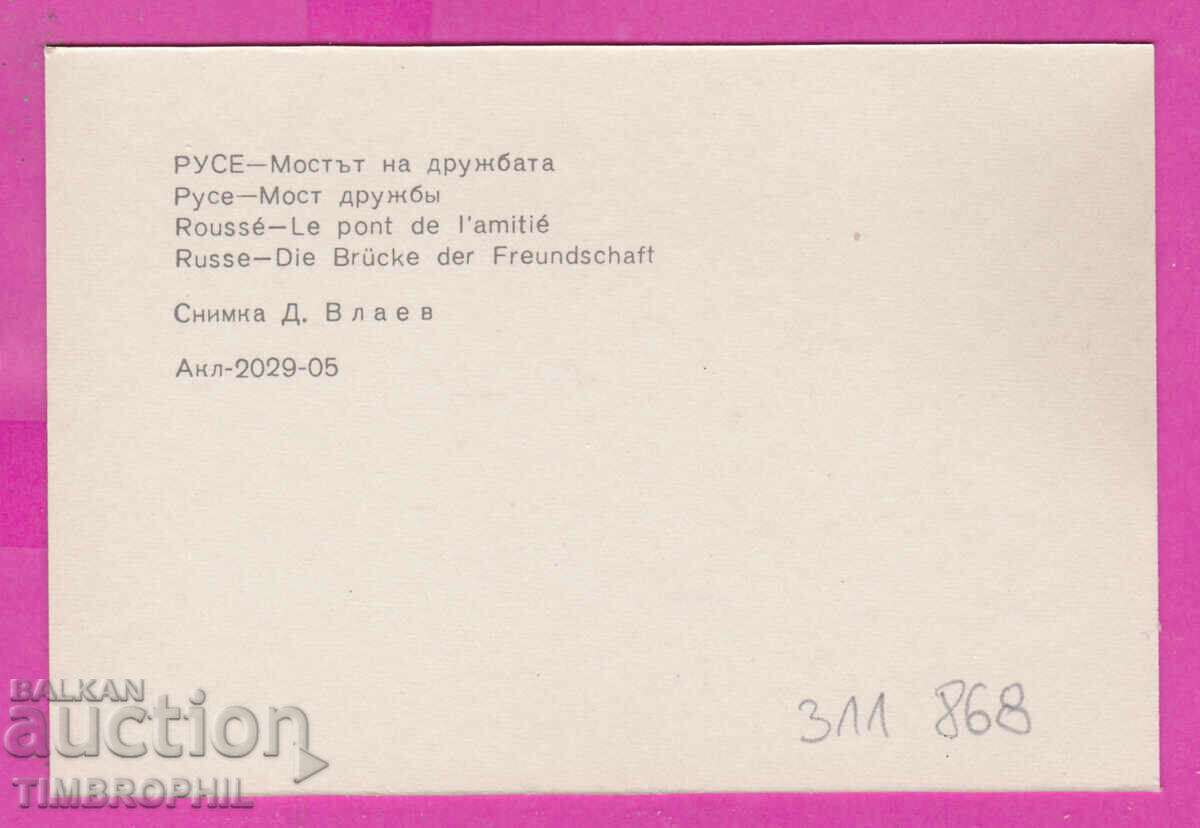 РУСЕ—Мостът на дружбата
Русе—Мост дружбы
Roussé—Le pont de l'amitié
Russe—Die Brücke der Freundschaft
Снимка Д. Влаев
Акл-2029-05
311 868
BALKAN
auction
TIMBROPHIL